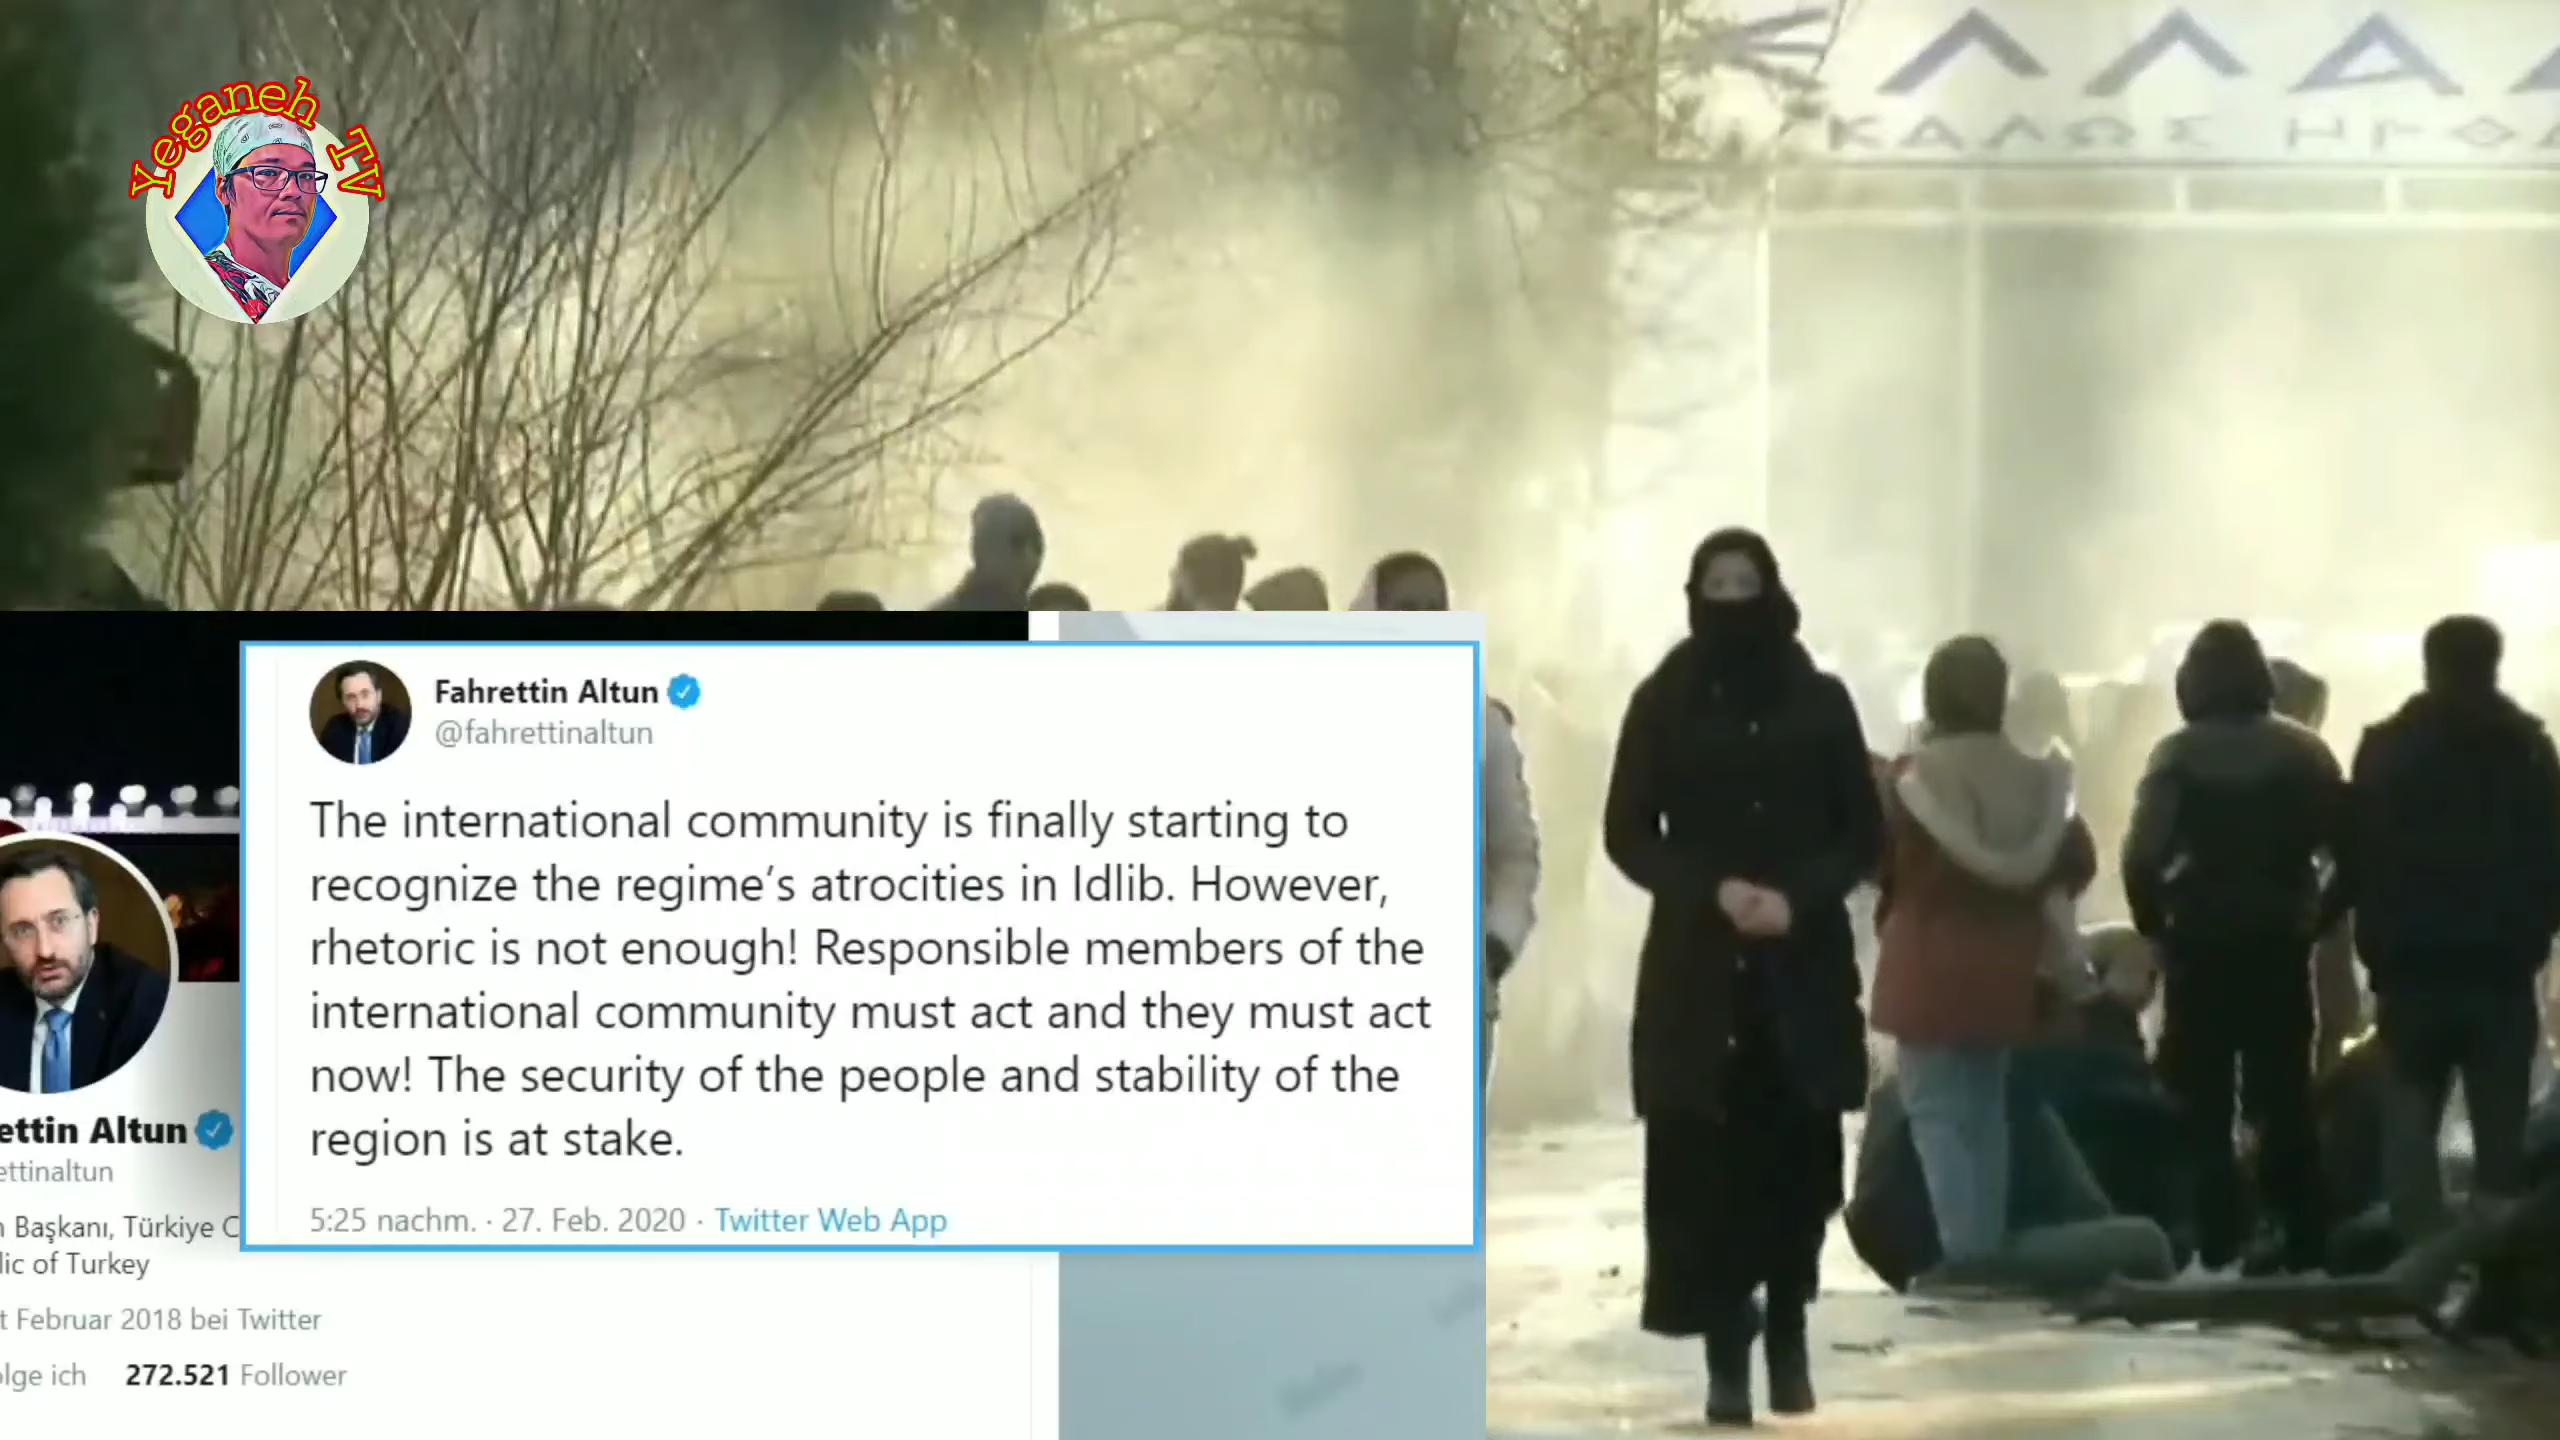 Yeganeh TV
ΕΛΛΑ
ΚΑΛΩΣ ΗΡΘΑ
Fahrettin Altun
@fahrettinaltun
The international community is finally starting to
recognize the regime’s atrocities in Idlib. However,
rhetoric is not enough! Responsible members of the
international community must act and they must act
now! The security of the people and stability of the
region is at stake.
5:25 nachm. · 27. Feb. 2020 · Twitter Web App
ettin Altun
ettinaltun
Başkanı, Türkiye C
lic of Turkey
t Februar 2018 bei Twitter
olge ich 272.521 Follower